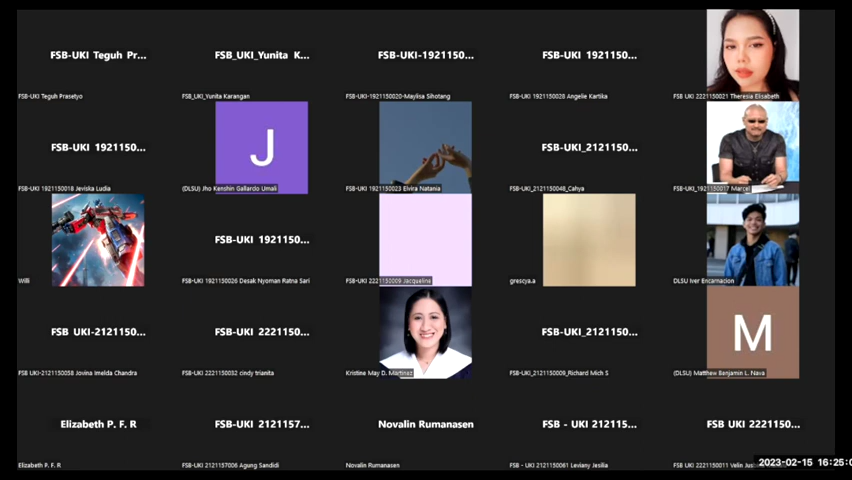 FSB-UKI Teguh Pr...
FSB_UKI_Yunita K...
FSB-UKI-1921150...
FSB-UKI 1921150...
FSB-UKI Teguh Prasetyo
FSB_UKI_Yunita Karangan
FSB-UKI-1921150020-Maylisa Sihotang
FSB-UKI 1921150028 Angelie Kartika
FSB UKI 2221150021 Theresia Elisabeth
FSB-UKI 1921150...
J
FSB-UKI_2121150...
FSB-UKI 1921150018 Jeviska Ludia
(DLSU) Jho Kenshin Gallardo Umali
FSB-UKI 1921150023 Elvira Natania
FSB-UKI_2121150048_Cahya
FSB-UKI_1921150017 Marcel
FSB-UKI 1921150...
Willi
FSB-UKI 1921150026 Desak Nyoman Ratna Sari
FSB-UKI 2221150009 Jacqueline
grescya.a
DLSU Iver Encarnacion
FSB UKI-2121150...
FSB-UKI 2221150...
FSB-UKI_2121150...
M
FSB UKI-2121150058 Jovina Imelda Chandra
FSB-UKI 2221150032 cindy trianita
Kristine May D. Martinez
FSB-UKI_2121150009_Richard Mich S
(DLSU) Matthew Benjamin L. Nava
Elizabeth P. F. R
FSB-UKI 2121157...
Novalin Rumanasen
FSB - UKI 212115...
FSB UKI 2221150...
Elizabeth P. F. R
FSB-UKI 2121157006 Agung Sandidi
Novalin Rumanasen
FSB - UKI 2121150061 Leviany Jesilia
FSB UKI 2221150011 Velin
2023-02-15 16:25:0